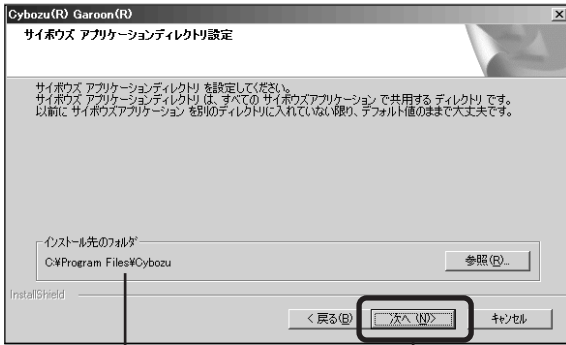 Cybozu(R) Garoon(R)
サイボウズ アプリケーションディレクトリ設定
サイボウズ アプリケーションディレクトリ を設定してください。
サイボウズ アプリケーションディレクトリ は、すべての サイボウズアプリケーション で共用する ディレクトリ です。
以前に サイボウズアプリケーション を別のディレクトリに入れていない限り、デフォルト値のままで大丈夫です。
インストール先のフォルダ
C:¥Program Files¥Cybozu
参照(R)...
InstallShield
< 戻る(B)
次へ (N)>
キャンセル